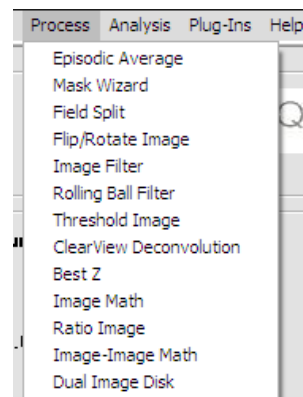 Process Analysis Plug-Ins Help
Episodic Average
Mask Wizard
Field Split
Flip/Rotate Image
Image Filter
Rolling Ball Filter
Threshold Image
ClearView Deconvolution
Best Z
Image Math
Ratio Image
Image-Image Math
Dual Image Disk